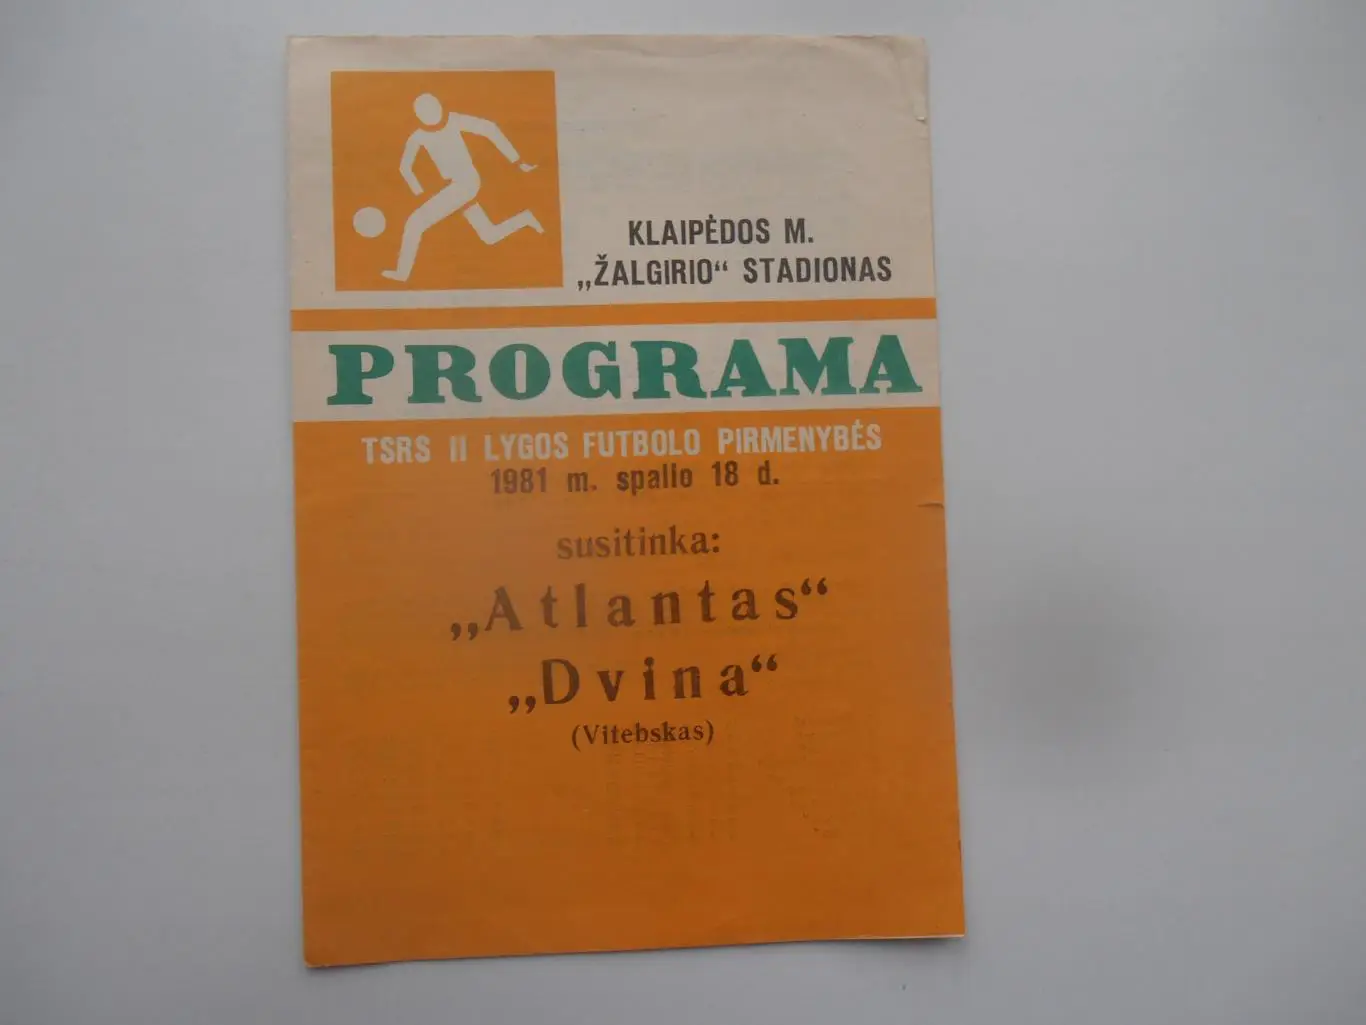 KLAIPĖDOS M.
„ŽALGIRIO“ STADIONAS
PROGRAMA
TSRS II LYGOS FUTBOLO PIRMENYBĖS
1981 m. spalio 18 d.
susitinka:
„Atlantas“
„Dvina“
(Vitebskas)